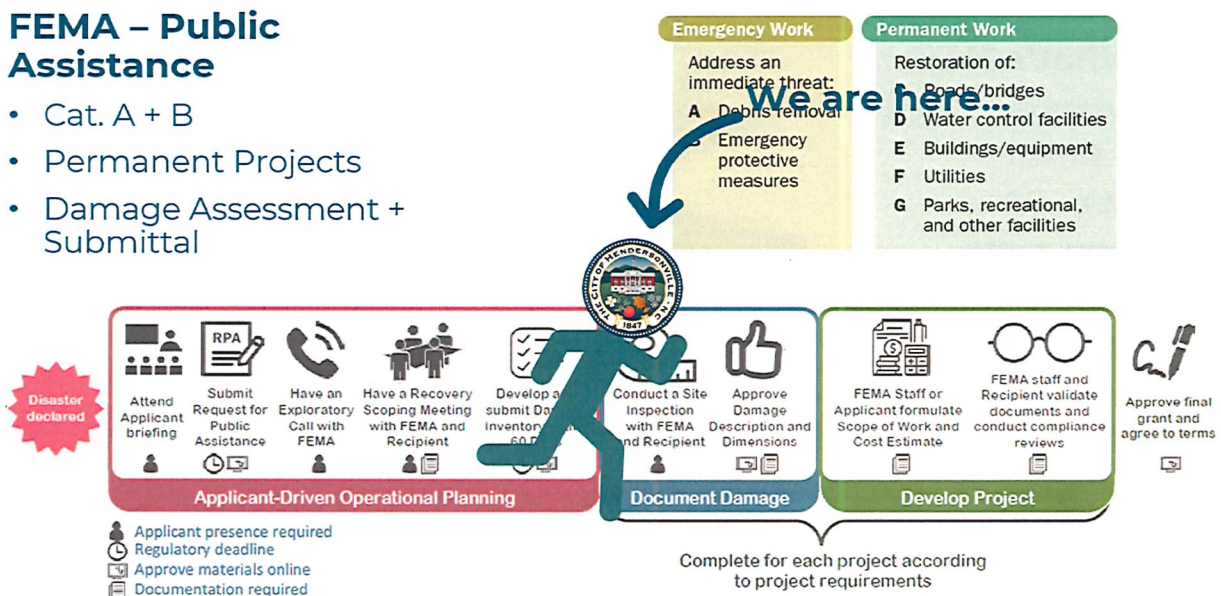 FEMA – Public
Assistance
• Cat. A + B
• Permanent Projects
• Damage Assessment +
Submittal
Emergency Work
Address an
immediate threat:
A Debris removal
Emergency
protective
measures
Permanent Work
Restoration of:
C Roads/bridges
D Water control facilities
E Buildings/equipment
F Utilities
G Parks, recreational,
and other facilities
We are here...
THE CITY OF HENDERSONVILLE · NC
1847
Disaster
declared
Attend
Applicant
briefing
RPA
Submit
Request for
Public
Assistance
Have an
Exploratory
Call with
FEMA
Have a Recovery
Scoping Meeting
with FEMA and
Recipient
Develop
submit
Inventory
60
Applicant-Driven Operational Planning
Conduct a Site
Inspection
with FEMA
and Recipient
Approve
Damage
Description and
Dimensions
Document Damage
FEMA Staff or
Applicant formulate
Scope of Work and
Cost Estimate
FEMA staff and
Recipient validate
documents and
conduct compliance
reviews
Develop Project
Approve final
grant and
agree to terms
Applicant presence required
Regulatory deadline
Approve materials online
Documentation required
Complete for each project according
to project requirements